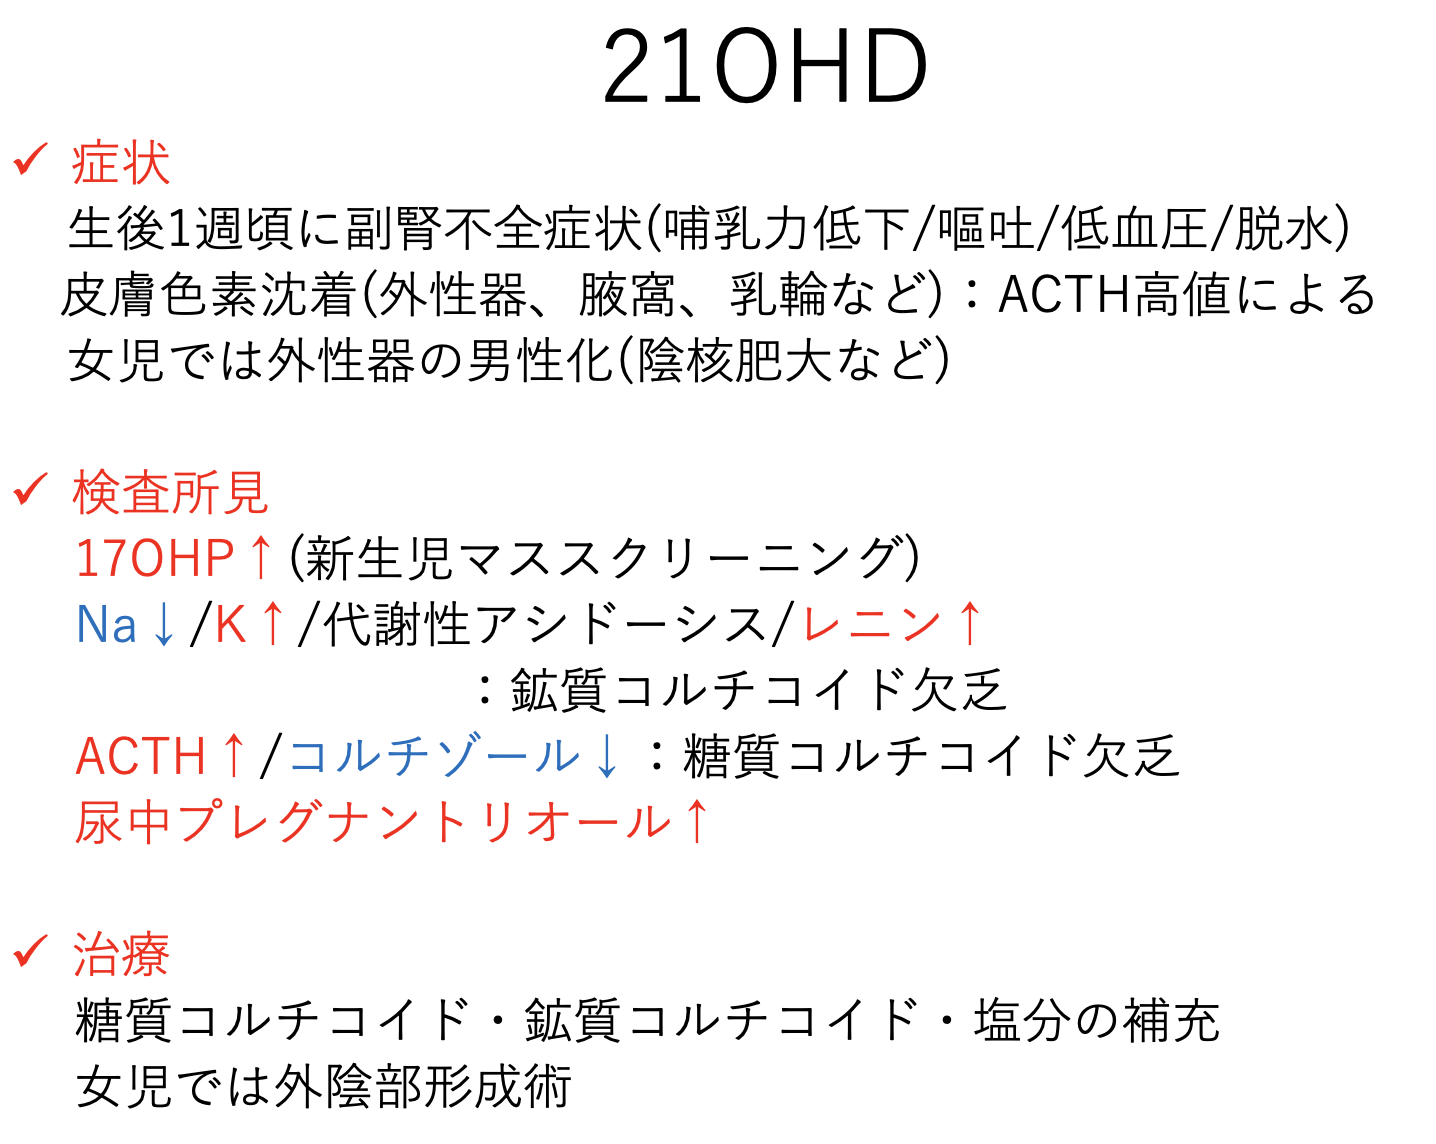 21OHD
✓ 症状
生後1週頃に副腎不全症状(哺乳力低下/嘔吐/低血圧/脱水)
皮膚色素沈着(外性器、腋窩、乳輪など)：ACTH高値による
女児では外性器の男性化(陰核肥大など)
✓ 検査所見
17OHP↑(新生児マススクリーニング)
Na↓/K↑/代謝性アシドーシス/レニン↑
：鉱質コルチコイド欠乏
ACTH↑/コルチゾール↓：糖質コルチコイド欠乏
尿中プレグナントリオール↑
✓ 治療
糖質コルチコイド・鉱質コルチコイド・塩分の補充
女児では外陰部形成術